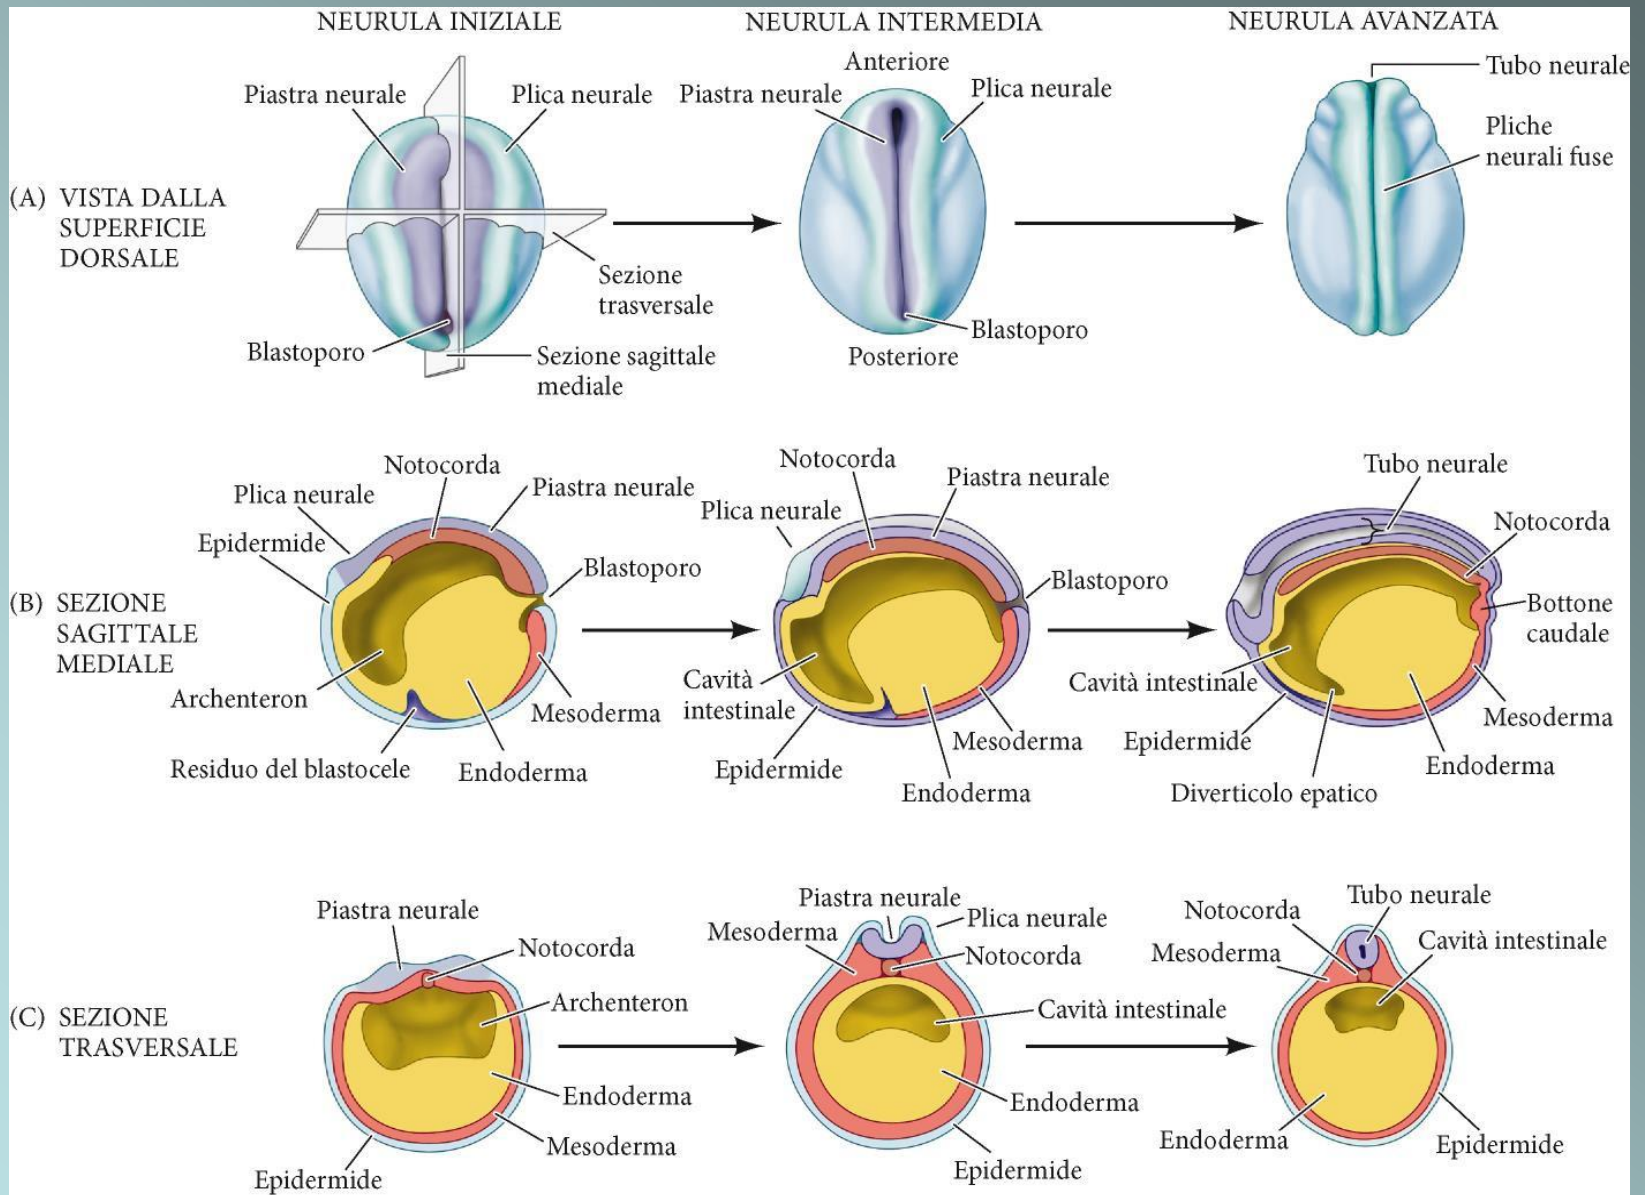 NEURULA INIZIALE
NEURULA INTERMEDIA
NEURULA AVANZATA
(A) VISTA DALLA
SUPERFICIE
DORSALE
Piastra neurale
Plica neurale
Sezione
trasversale
Blastoporo
Sezione sagittale
mediale
Anteriore
Piastra neurale
Plica neurale
Blastoporo
Posteriore
Tubo neurale
Pliche
neurali fuse
(B) SEZIONE
SAGITTALE
MEDIALE
Notocorda
Plica neurale
Piastra neurale
Epidermide
Blastoporo
Archenteron
Mesoderma
Residuo del blastocele
Endoderma
Notocorda
Piastra neurale
Plica neurale
Blastoporo
Cavità
intestinale
Mesoderma
Epidermide
Endoderma
Tubo neurale
Notocorda
Bottone
caudale
Cavità intestinale
Mesoderma
Epidermide
Endoderma
Diverticolo epatico
(C) SEZIONE
TRASVERSALE
Piastra neurale
Notocorda
Archenteron
Endoderma
Mesoderma
Epidermide
Piastra neurale
Plica neurale
Mesoderma
Notocorda
Cavità intestinale
Endoderma
Epidermide
Tubo neurale
Notocorda
Cavità intestinale
Mesoderma
Endoderma
Epidermide